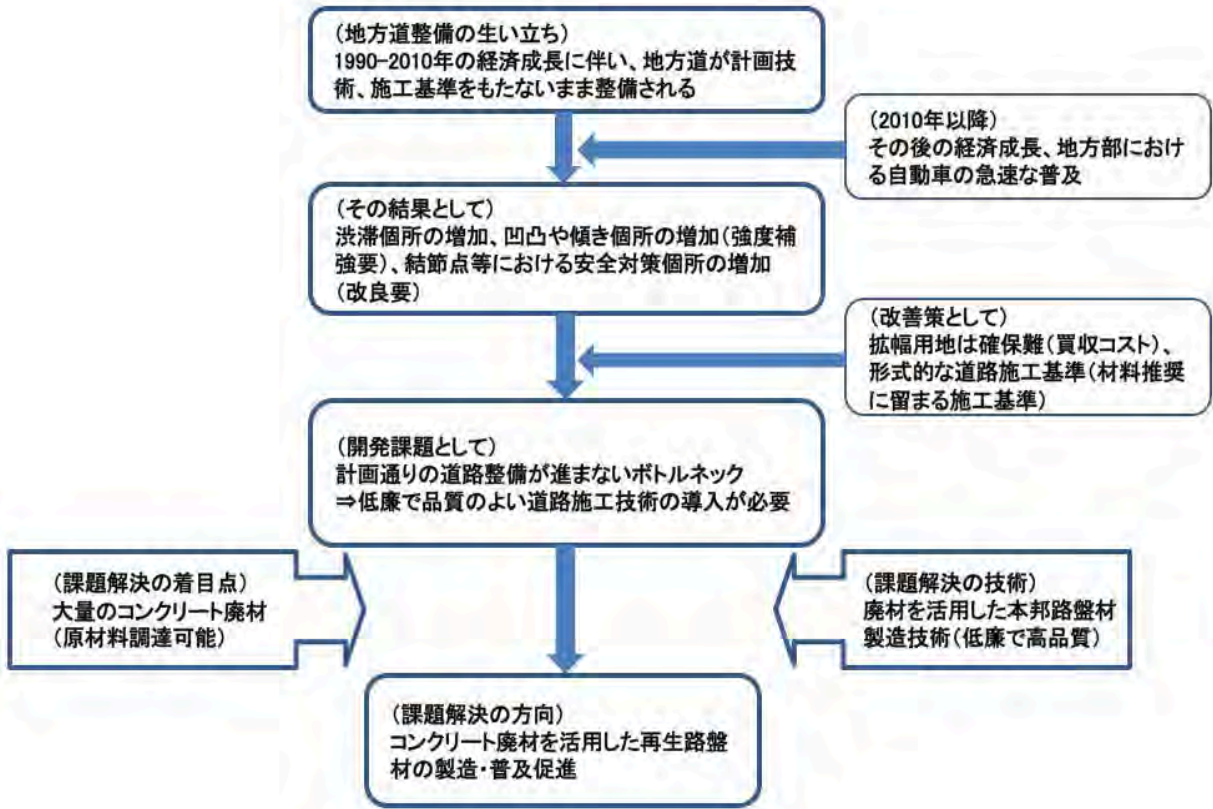 (地方道整備の生い立ち)
1990-2010年の経済成長に伴い、地方道が計画技
術、施工基準をもたないまま整備される
(2010年以降)
その後の経済成長、地方部におけ
る自動車の急速な普及
(その結果として)
渋滞個所の増加、凹凸や傾き個所の増加(強度補
強要)、結節点等における安全対策個所の増加
(改良要)
(改善策として)
拡幅用地は確保難(買収コスト)、
形式的な道路施工基準(材料推奨
に留まる施工基準)
(開発課題として)
計画通りの道路整備が進まないボトルネック
⇒低廉で品質のよい道路施工技術の導入が必要
(課題解決の着目点)
大量のコンクリート廃材
(原材料調達可能)
(課題解決の技術)
廃材を活用した本邦路盤材
製造技術(低廉で高品質)
(課題解決の方向)
コンクリート廃材を活用した再生路盤
材の製造・普及促進